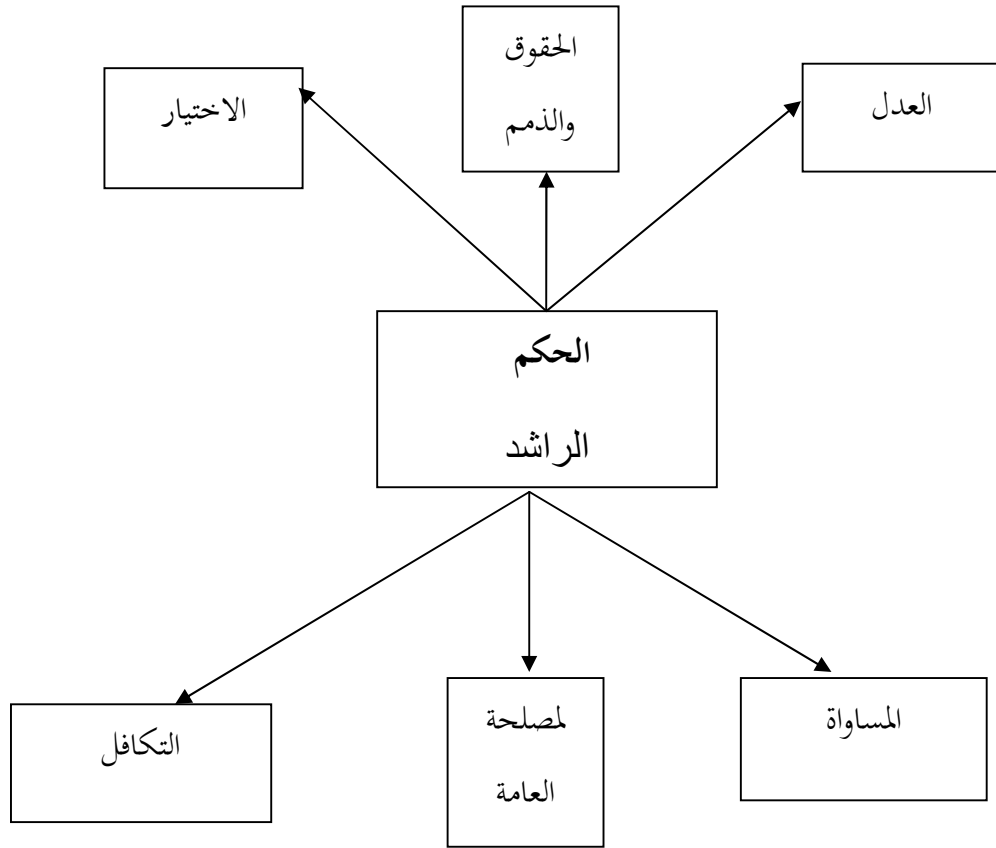 العدل
الحقوق
والذمم
الاختيار
الحكم
الراشد
المساواة
لمصلحة
العامة
التكافل